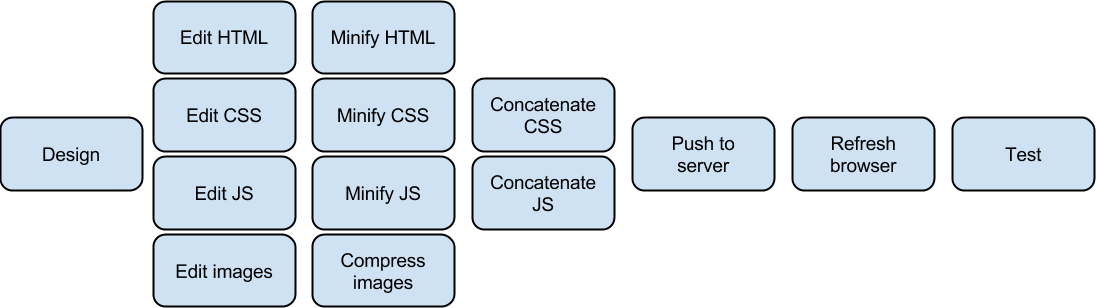 Design
Edit HTML
Edit CSS
Edit JS
Edit images
Minify HTML
Minify CSS
Minify JS
Compress
images
Concatenate
CSS
Concatenate
JS
Push to
server
Refresh
browser
Test